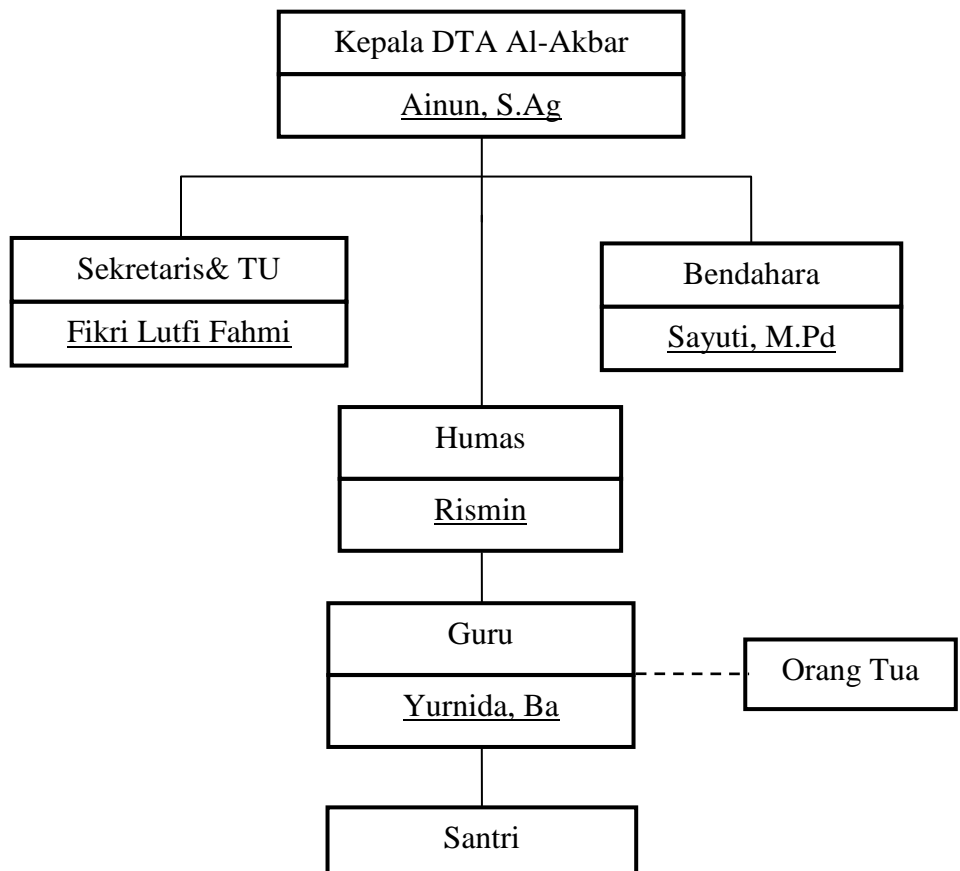 Kepala DTA Al-Akbar
Ainun, S.Ag
Sekretaris& TU
Fikri Lutfi Fahmi
Bendahara
Sayuti, M.Pd
Humas
Rismin
Guru
Yurnida, Ba
Orang Tua
Santri